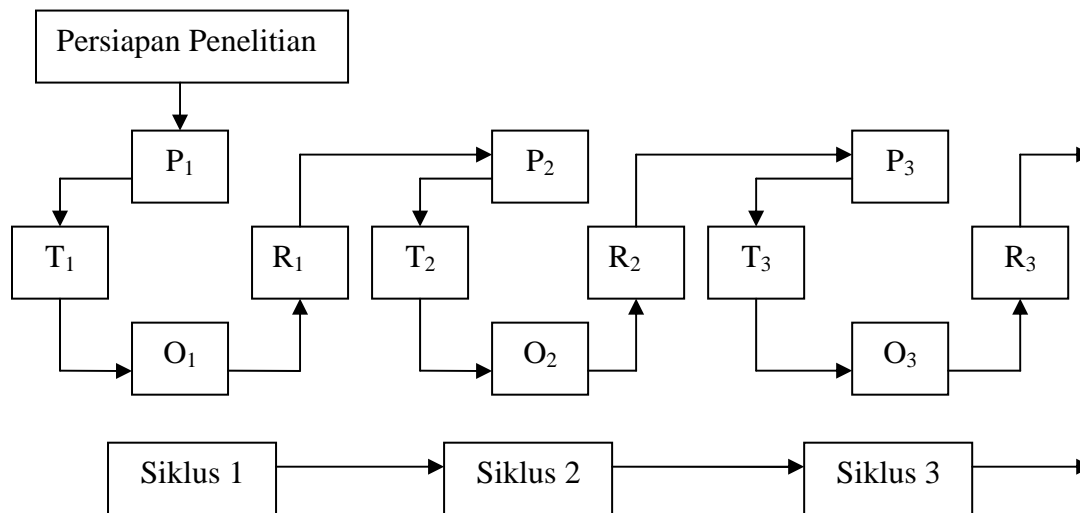 Persiapan Penelitian
P₁
P₂
P₃
T₁
R₁
T₂
R₂
T₃
R₃
O₁
O₂
O₃
Siklus 1
Siklus 2
Siklus 3